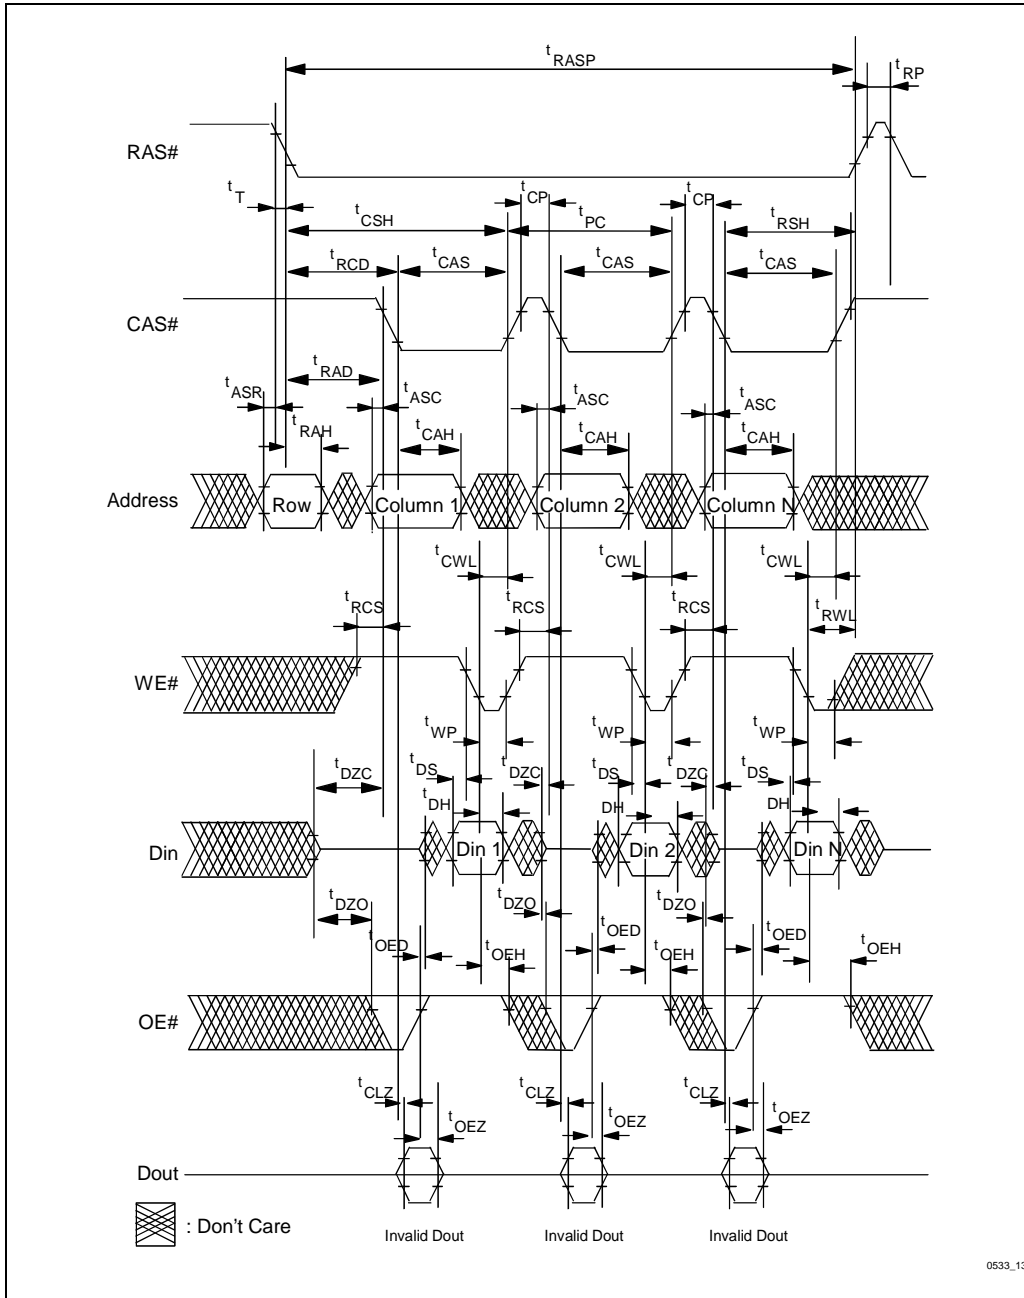 tRASP
tRP
RAS#
tT
tCP
tCP
tCSH
tPC
tRSH
tRCD
tCAS
tCAS
tCAS
CAS#
tRAD
tASR
tASC
tASC
tASC
tRAH
tCAH
tCAH
tCAH
Address
Row
Column 1
Column 2
Column N
tCWL
tCWL
tCWL
tRCS
tRCS
tRCS
tRWL
WE#
tWP
tWP
tWP
tDZC
tDS
tDZC
tDS
t
DZC
tDS
tDH
DH
DH
Din
Din 1
Din 2
Din N
tDZO
tDZO
tDZO
tOED
tOED
tOED
tOEH
tOEH
tOEH
OE#
tCLZ
tCLZ
tCLZ
tOEZ
tOEZ
tOEZ
Dout
: Don't Care
Invalid Dout
Invalid Dout
Invalid Dout
0533_13